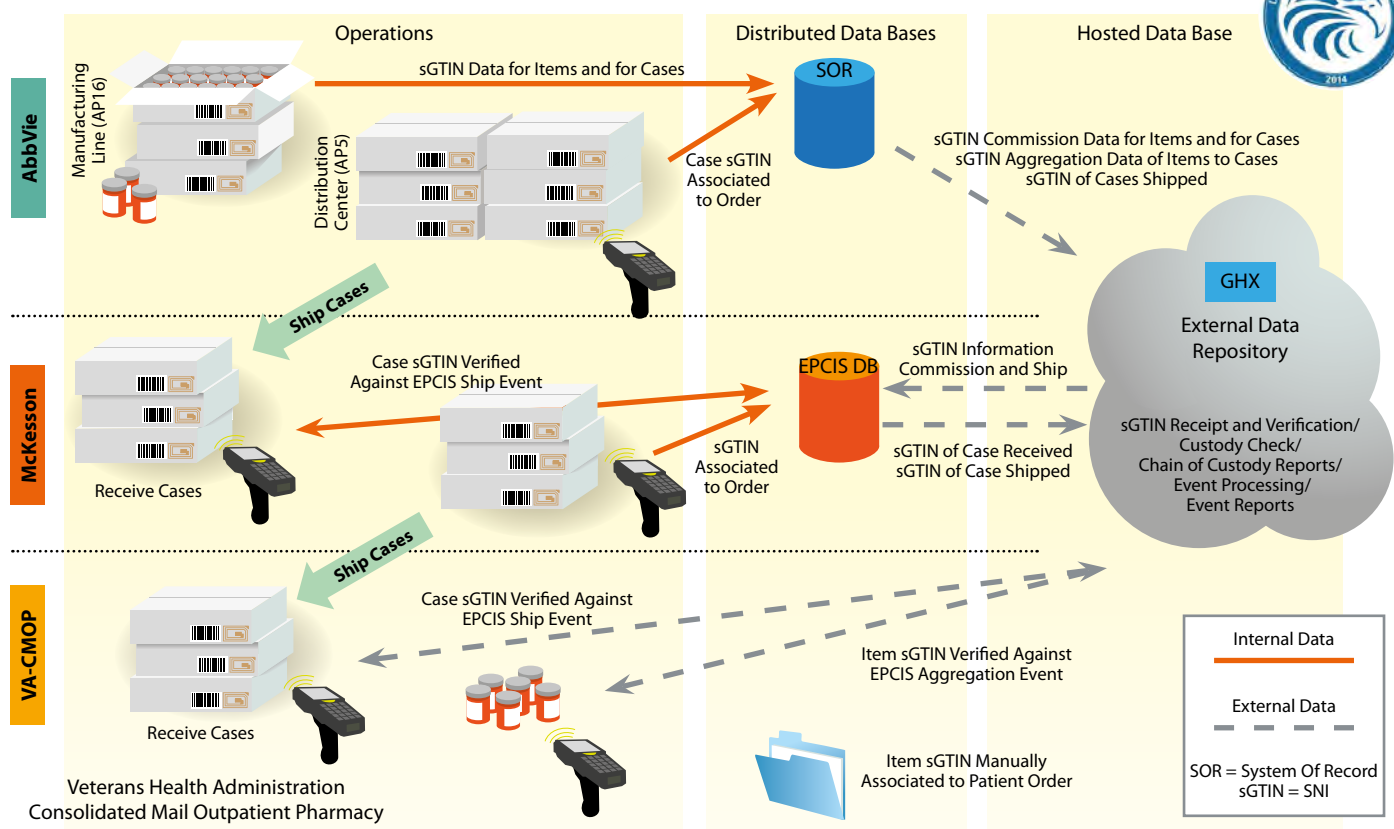 Operations
Distributed Data Bases
Hosted Data Base
2014
AbbVie
Manufacturing
Line (AP16)
sGTIN Data for Items and for Cases
SOR
Distribution
Center (AP5)
Case sGTIN
Associated
to Order
sGTIN Commission Data for Items and for Cases
sGTIN Aggregation Data of Items to Cases
sGTIN of Cases Shipped
Ship Cases
GHX
External Data
Repository
sGTIN Receipt and Verification/
Custody Check/
Chain of Custody Reports/
Event Processing/
Event Reports
McKesson
Case sGTIN Verified
Against EPCIS Ship Event
Receive Cases
EPCIS DB
sGTIN
Associated
to Order
sGTIN Information
Commission and Ship
sGTIN of Case Received
sGTIN of Case Shipped
Ship Cases
VA-CMOP
Case sGTIN Verified Against
EPCIS Ship Event
Receive Cases
Item sGTIN Verified Against
EPCIS Aggregation Event
Item sGTIN Manually
Associated to Patient Order
Veterans Health Administration
Consolidated Mail Outpatient Pharmacy
Internal Data
External Data
SOR = System Of Record
sGTIN = SNI